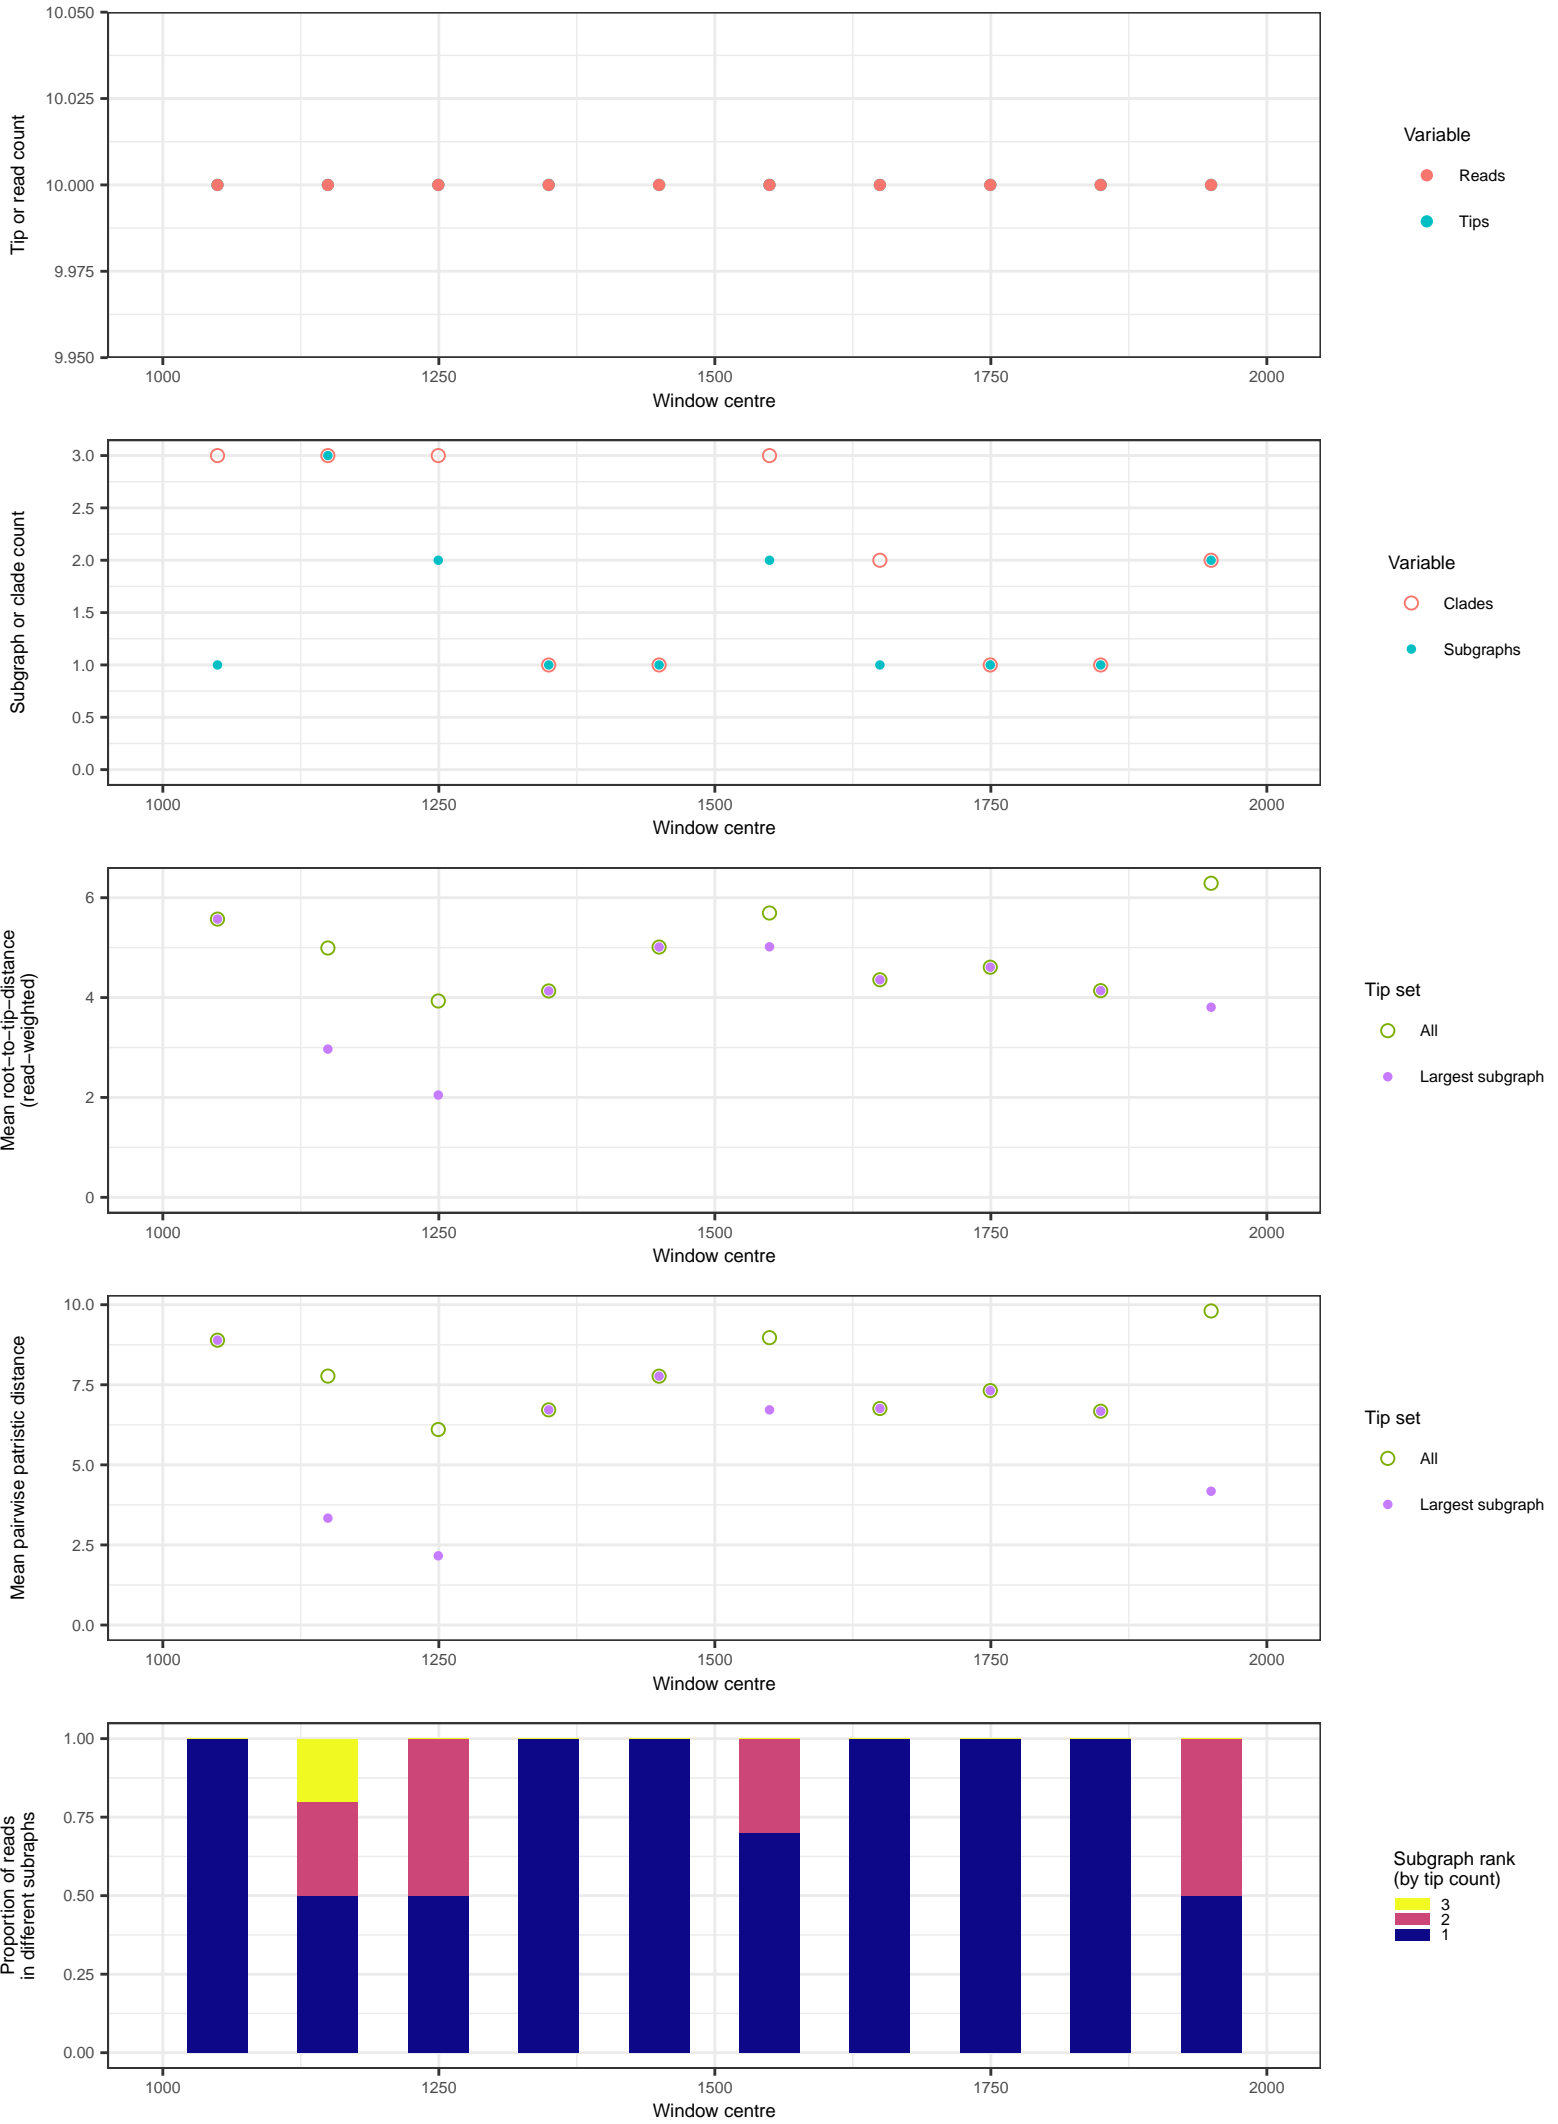 10.050
10.025
10.000
9.975
9.950
Tip or read count
1000 1250 1500 1750 2000
Window centre
Variable
Reads
Tips
3.0
2.5
2.0
1.5
1.0
0.5
0.0
Subgraph or clade count
1000 1250 1500 1750 2000
Window centre
Variable
Clades
Subgraphs
6
4
2
0
Mean root−to−tip−distance
(read−weighted)
1000 1250 1500 1750 2000
Window centre
Tip set
All
Largest subgraph
10.0
7.5
5.0
2.5
0.0
Mean pairwise patristic distance
1000 1250 1500 1750 2000
Window centre
Tip set
All
Largest subgraph
1.00
0.75
0.50
0.25
0.00
Proportion of reads
in different subraphs
1000 1250 1500 1750 2000
Window centre
Subgraph rank
(by tip count)
3
2
1